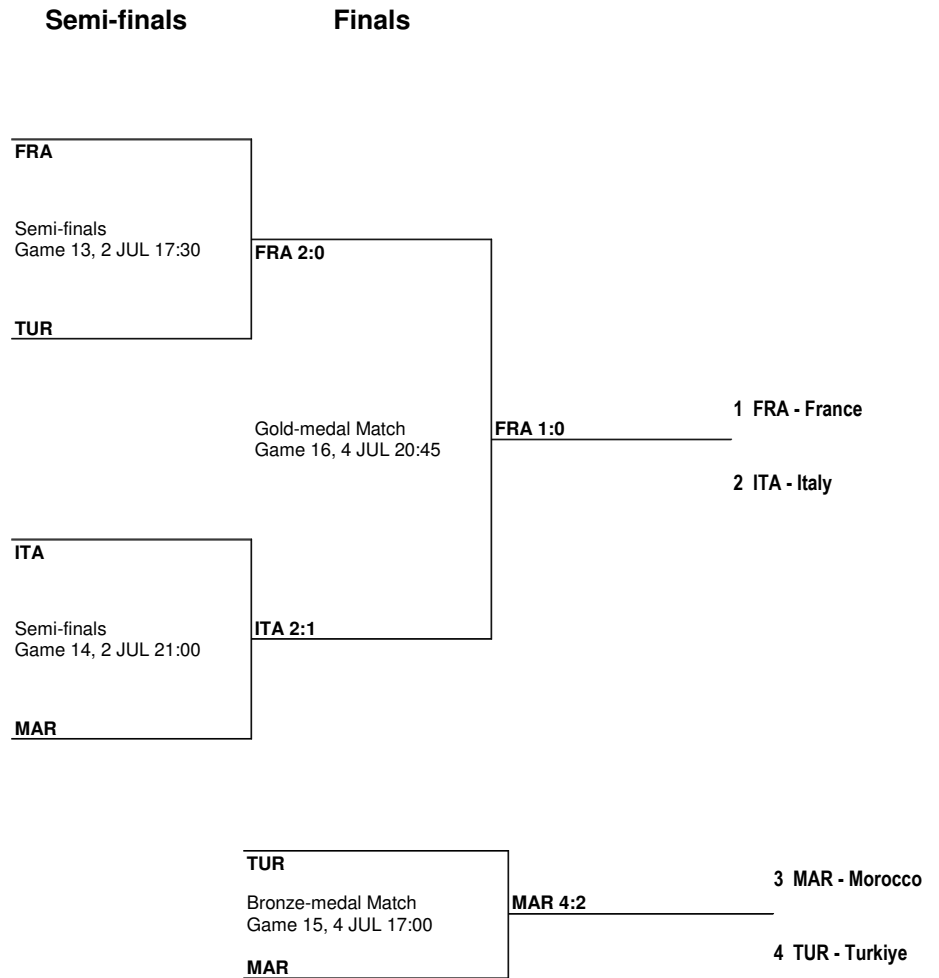 Semi-finals Finals
FRA
Semi-finals
Game 13, 2 JUL 17:30
FRA 2:0
TUR
1 FRA - France
Gold-medal Match
Game 16, 4 JUL 20:45
FRA 1:0
2 ITA - Italy
ITA
Semi-finals
Game 14, 2 JUL 21:00
ITA 2:1
MAR
TUR
Bronze-medal Match
Game 15, 4 JUL 17:00
MAR 4:2
MAR
3 MAR - Morocco
4 TUR - Turkiye